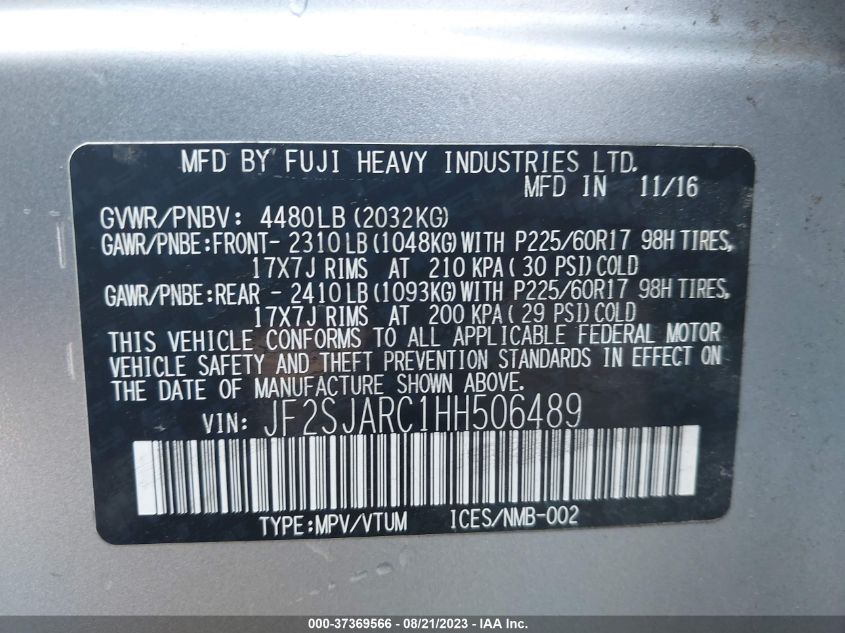 MFD BY FUJI HEAVY INDUSTRIES LTD.
MFD IN 11/16
GVWR/PNBV: 4480LB (2032KG)
GAWR/PNBE:FRONT- 2310LB (1048KG) WITH P225/60R17 98H TIRES,
17X7J RIMS AT 210 KPA ( 30 PSI) COLD
GAWR/PNBE:REAR - 2410LB (1093KG) WITH P225/60R17 98H TIRES,
17X7J RIMS AT 200 KPA ( 29 PSI) COLD
THIS VEHICLE CONFORMS TO ALL APPLICABLE FEDERAL MOTOR
VEHICLE SAFETY AND THEFT PREVENTION STANDARDS IN EFFECT ON
THE DATE OF MANUFACTURE SHOWN ABOVE.
VIN: JF2SJARC1HH506489
TYPE:MPV/VTUM ICES/NMB-002
000-37369566 - 08/21/2023 - IAA Inc.